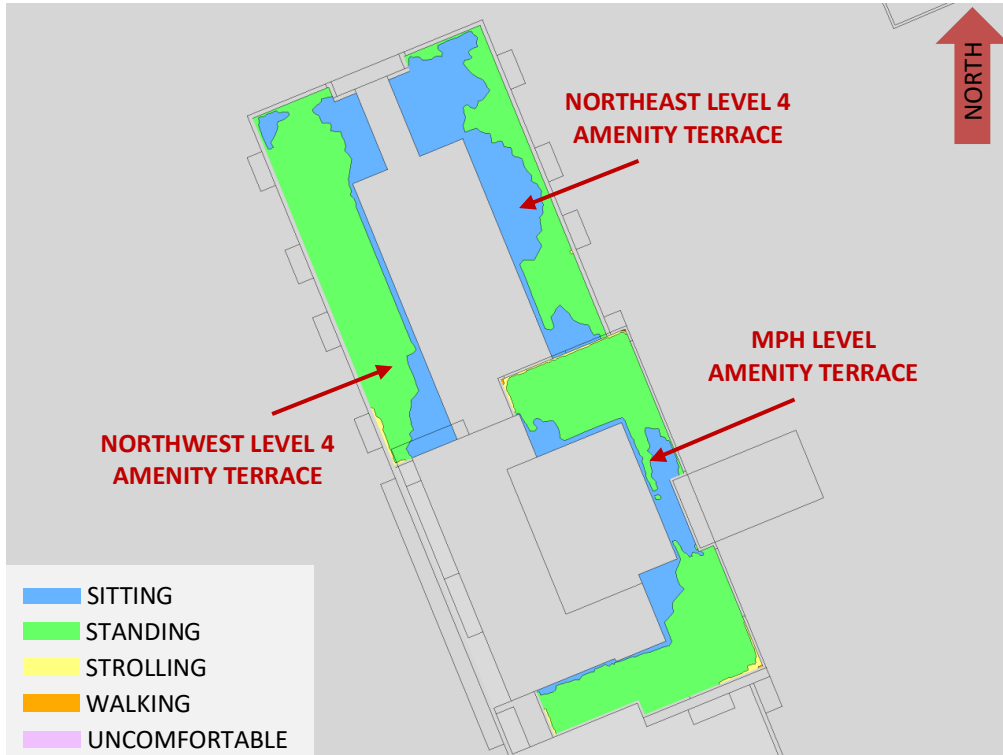 NORTH
NORTHEAST LEVEL 4
AMENITY TERRACE
MPH LEVEL
AMENITY TERRACE
NORTHWEST LEVEL 4
AMENITY TERRACE
SITTING
STANDING
STROLLING
WALKING
UNCOMFORTABLE